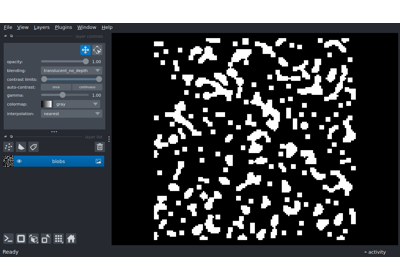 File View Layers Plugins Window Help
opacity: 1.00
blending: translucent_no_depth
contrast limits:
auto-contrast: once continuous
gamma: 1.00
colormap: gray
interpolation: nearest
blobs
Ready
activity